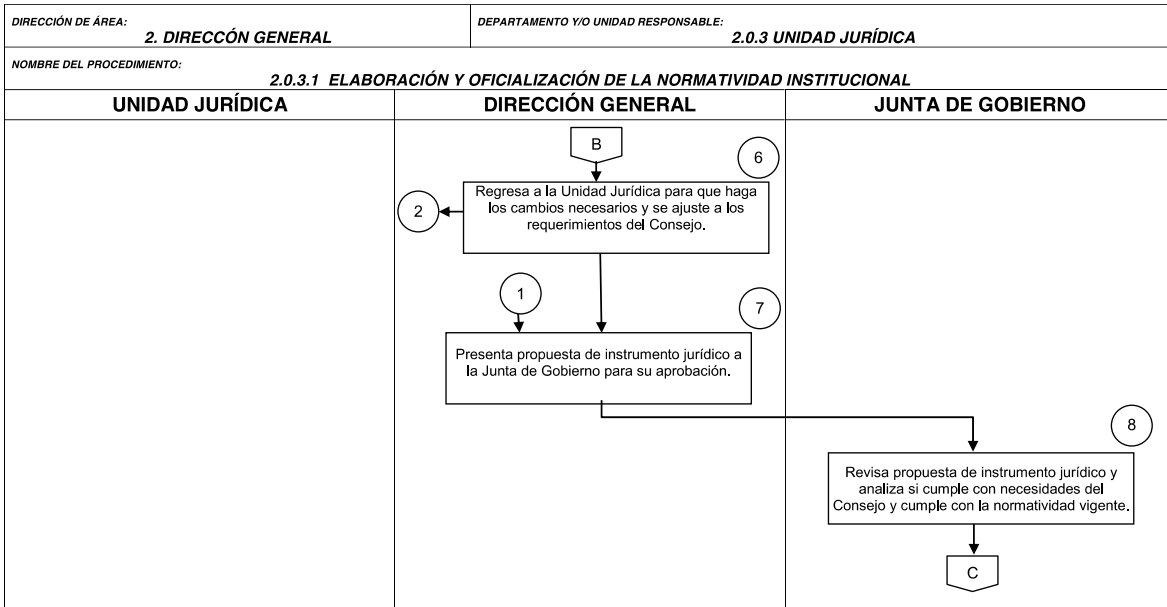 DIRECCIÓN DE ÁREA:
2. DIRECCÓN GENERAL
DEPARTAMENTO Y/O UNIDAD RESPONSABLE:
2.0.3 UNIDAD JURÍDICA
NOMBRE DEL PROCEDIMIENTO:
2.0.3.1 ELABORACIÓN Y OFICIALIZACIÓN DE LA NORMATIVIDAD INSTITUCIONAL
UNIDAD JURÍDICA
DIRECCIÓN GENERAL
JUNTA DE GOBIERNO
B
6
Regresa a la Unidad Jurídica para que haga
los cambios necesarios y se ajuste a los
requerimientos del Consejo.
2
1
7
Presenta propuesta de instrumento jurídico a
la Junta de Gobierno para su aprobación.
8
Revisa propuesta de instrumento jurídico y
analiza si cumple con necesidades del
Consejo y cumple con la normatividad vigente.
C